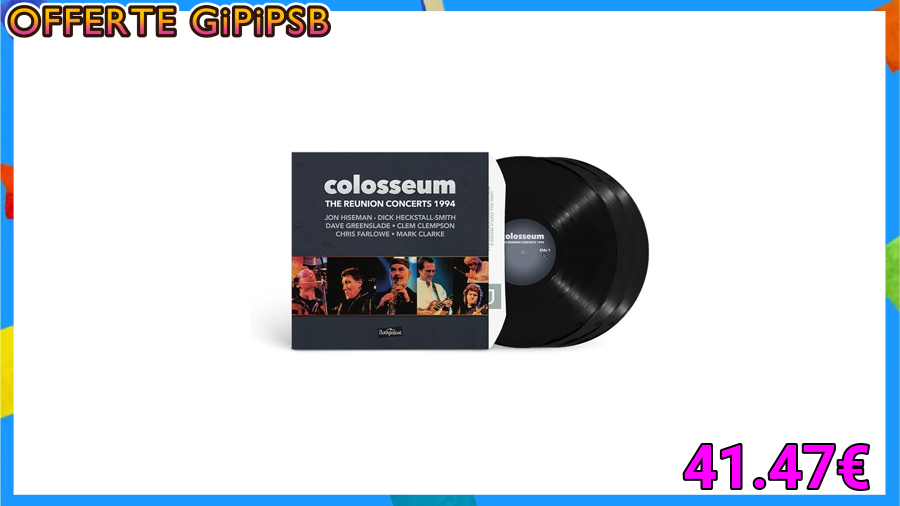 OFFERTE GiPiPSB
colosseum
THE REUNION CONCERTS 1994
JON HISEMAN - DICK HECKSTALL-SMITH
DAVE GREENSLADE • CLEM CLEMPSON
CHRIS FARLOWE • MARK CLARKE
Rockpalast
colosseum
THE REUNION CONCERTS 1994
Side 1
41.47€